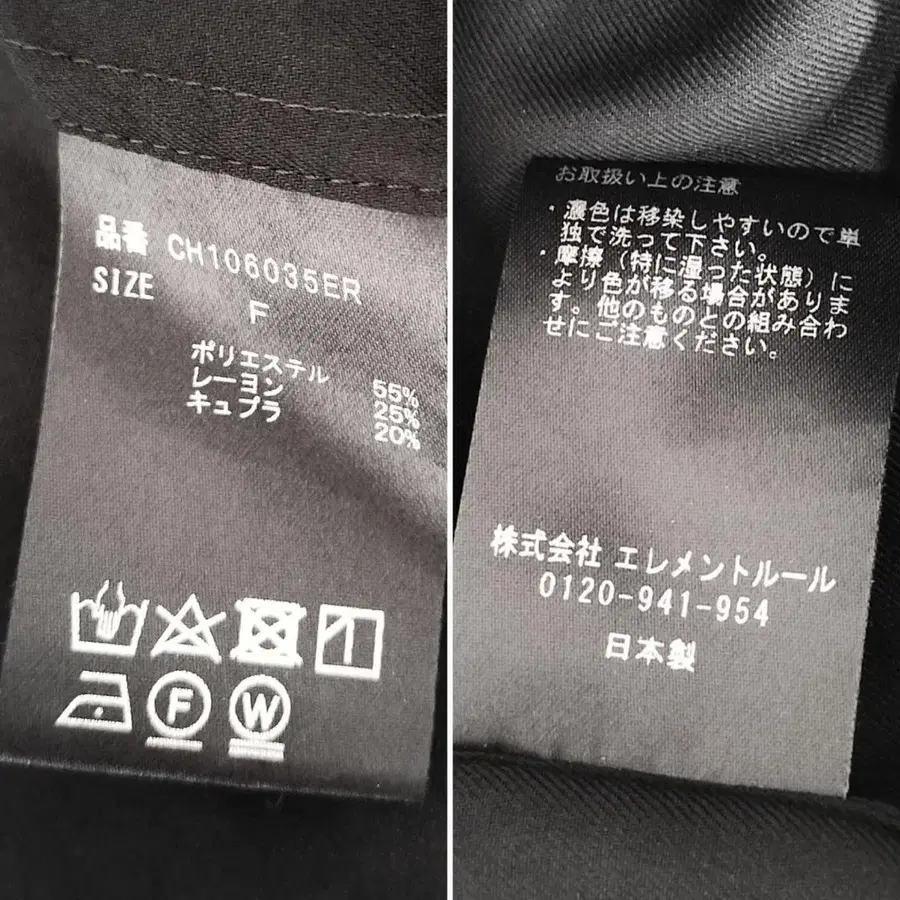 品番 CH106035ER
SIZE F
ポリエステル 55%
レーヨン 25%
キュプラ 20%
F
W
お取扱い上の注意
・濃色は移染しやすいので単
独で洗って下さい。
・摩擦（特に湿った状態）に
より色が移る場合がありま
す。他のものとの組み合わ
せにご注意ください。
株式会社 エレメントルール
0120-941-954
日本製